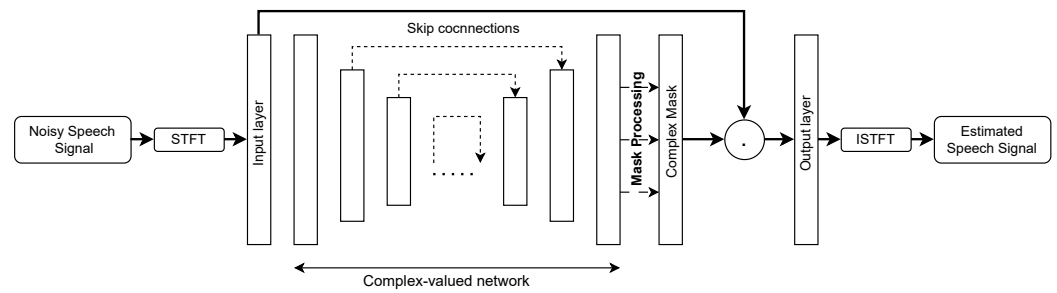 Skip cocnnections
Noisy Speech
Signal
STFT
Input layer
. . . . .
Mask Processing
Complex Mask
.
Output layer
ISTFT
Estimated
Speech Signal
Complex-valued network